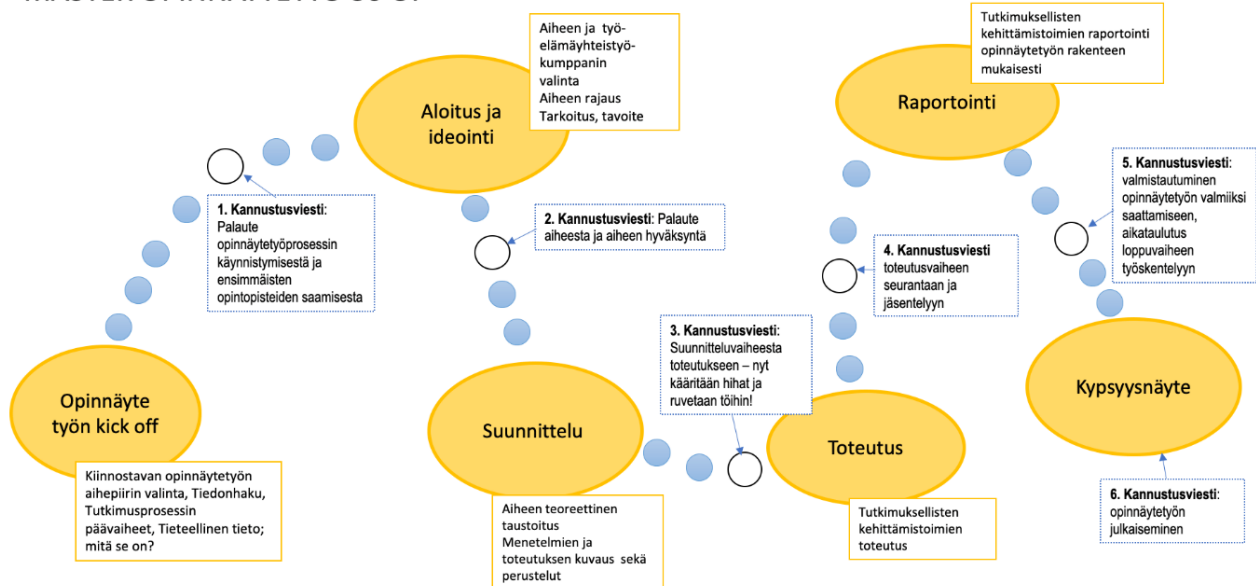 Aiheen ja työ-
elämäyhteistyö-
kumppanin
valinta
Aiheen rajaus
Tarkoitus, tavoite
Aloitus ja
ideointi
Tutkimuksellisten
kehittämistoimien raportointi
opinnäytetyön rakenteen
mukaisesti
Raportointi
1. Kannustusviesti:
Palaute
opinnäytetyöprosessin
käynnistymisestä ja
ensimmäisten
opintopisteiden saamisesta
2. Kannustusviesti: Palaute
aiheesta ja aiheen hyväksyntä
3. Kannustusviesti:
Suunnitteluvaiheesta
toteutukseen – nyt
kääritään hihat ja
ruvetaan töihin!
4. Kannustusviesti
toteutusvaiheen
seurantaan ja
jäsentelyyn
5. Kannustusviesti:
valmistautuminen
opinnäytetyön valmiiksi
saattamiseen,
aikataulutus
loppuvaiheen
työskentelyyn
Opinnäyte
työn kick off
Kiinnostavan opinnäytetyön
aihepiirin valinta, Tiedonhaku,
Tutkimusprosessin
päävaiheet, Tieteellinen tieto;
mitä se on?
Suunnittelu
Aiheen teoreettinen
taustoitus
Menetelmien ja
toteutuksen kuvaus sekä
perustelut
Toteutus
Tutkimuksellisten
kehittämistoimien
toteutus
Kypsyysnäyte
6. Kannustusviesti:
opinnäytetyön
julkaiseminen